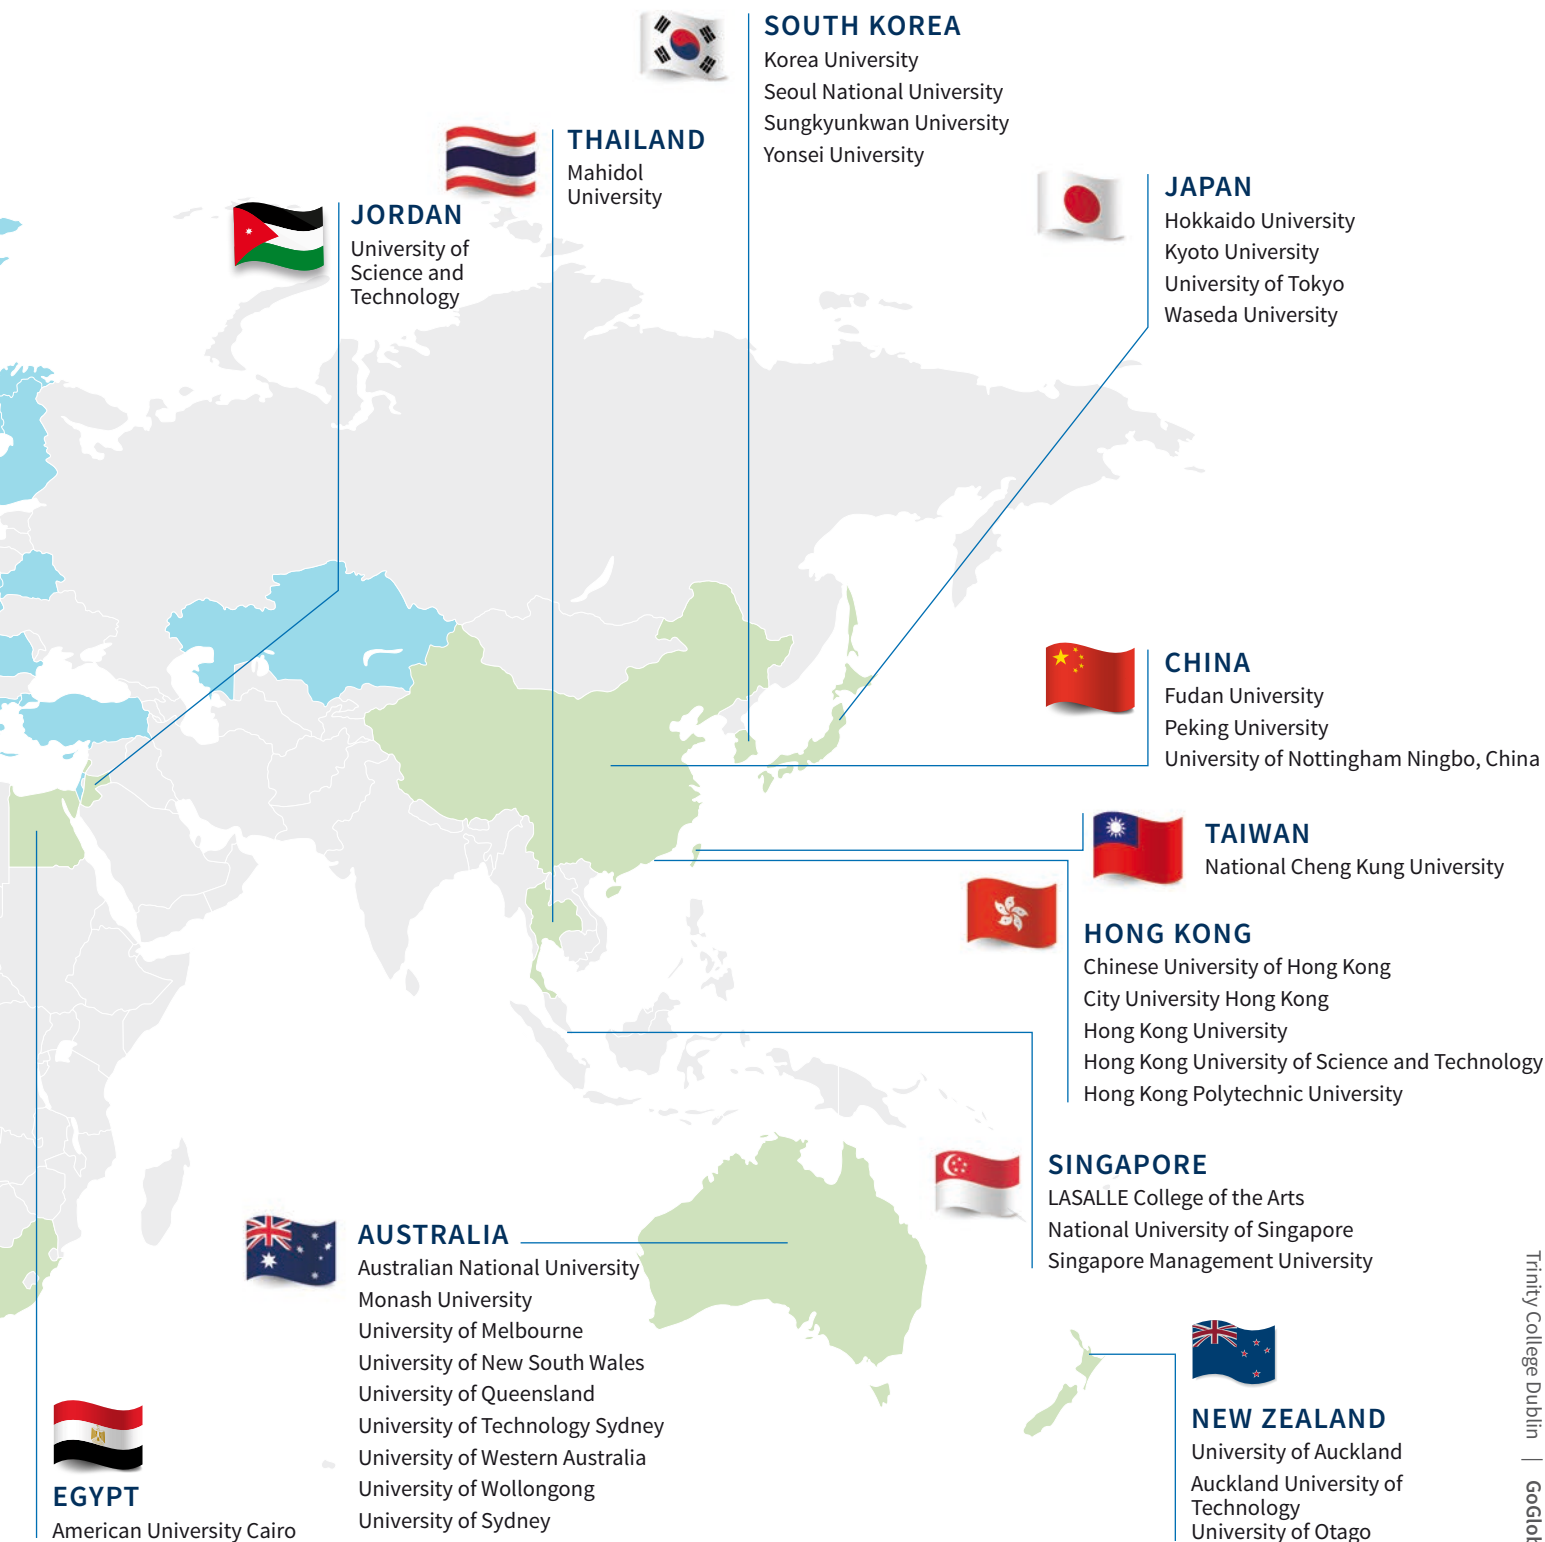 SOUTH KOREA
Korea University
Seoul National University
Sungkyunkwan University
Yonsei University
THAILAND
Mahidol
University
JORDAN
University of
Science and
Technology
JAPAN
Hokkaido University
Kyoto University
University of Tokyo
Waseda University
CHINA
Fudan University
Peking University
University of Nottingham Ningbo, China
TAIWAN
National Cheng Kung University
HONG KONG
Chinese University of Hong Kong
City University Hong Kong
Hong Kong University
Hong Kong University of Science and Technology
Hong Kong Polytechnic University
SINGAPORE
LASALLE College of the Arts
National University of Singapore
Singapore Management University
AUSTRALIA
Australian National University
Monash University
University of Melbourne
University of New South Wales
University of Queensland
University of Technology Sydney
University of Western Australia
University of Wollongong
University of Sydney
NEW ZEALAND
University of Auckland
Auckland University of
Technology
University of Otago
EGYPT
American University Cairo
Trinity College Dublin | GoGlob